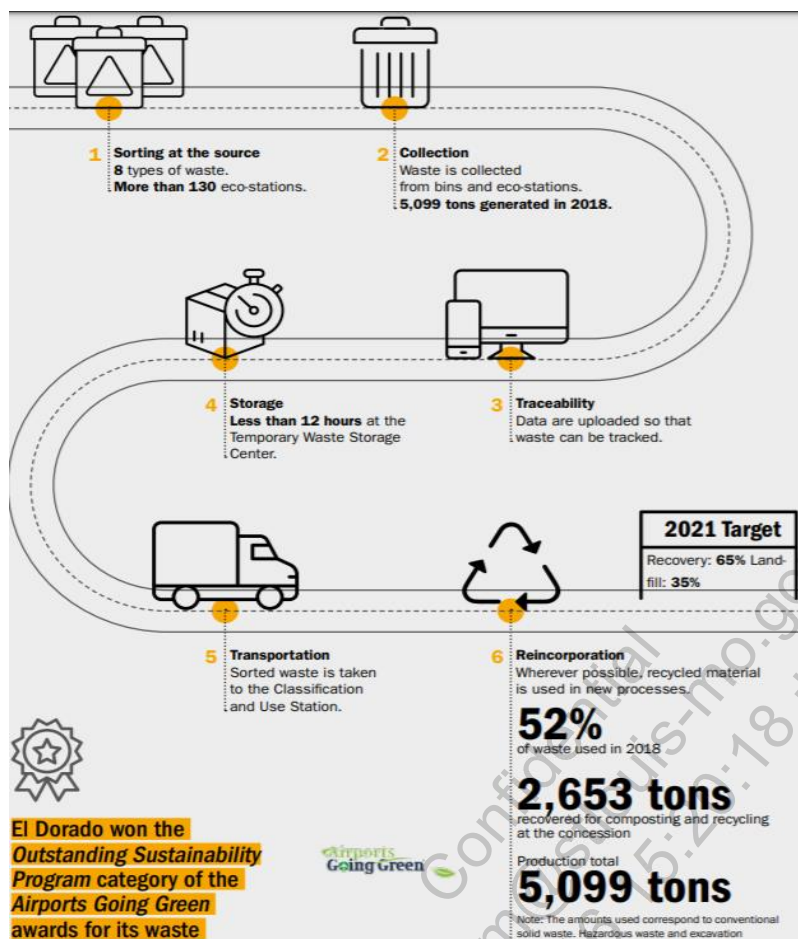 1 Sorting at the source
8 types of waste.
More than 130 eco-stations.
2 Collection
Waste is collected
from bins and eco-stations.
5,099 tons generated in 2018.
4 Storage
Less than 12 hours at the
Temporary Waste Storage
Center.
3 Traceability
Data are uploaded so that
waste can be tracked.
2021 Target
Recovery: 65% Land-
fill: 35%
5 Transportation
Sorted waste is taken
to the Classification
and Use Station.
6 Reincorporation
Wherever possible, recycled material
is used in new processes.
52%
of waste used in 2018
2,653 tons
recovered for composting and recycling
at the concession
Production total
5,099 tons
Note: The amounts used correspond to conventional
solid waste. Hazardous waste and excavation
El Dorado won the
Outstanding Sustainability
Program category of the
Airports Going Green
awards for its waste
Airports
Going Green
Confidential